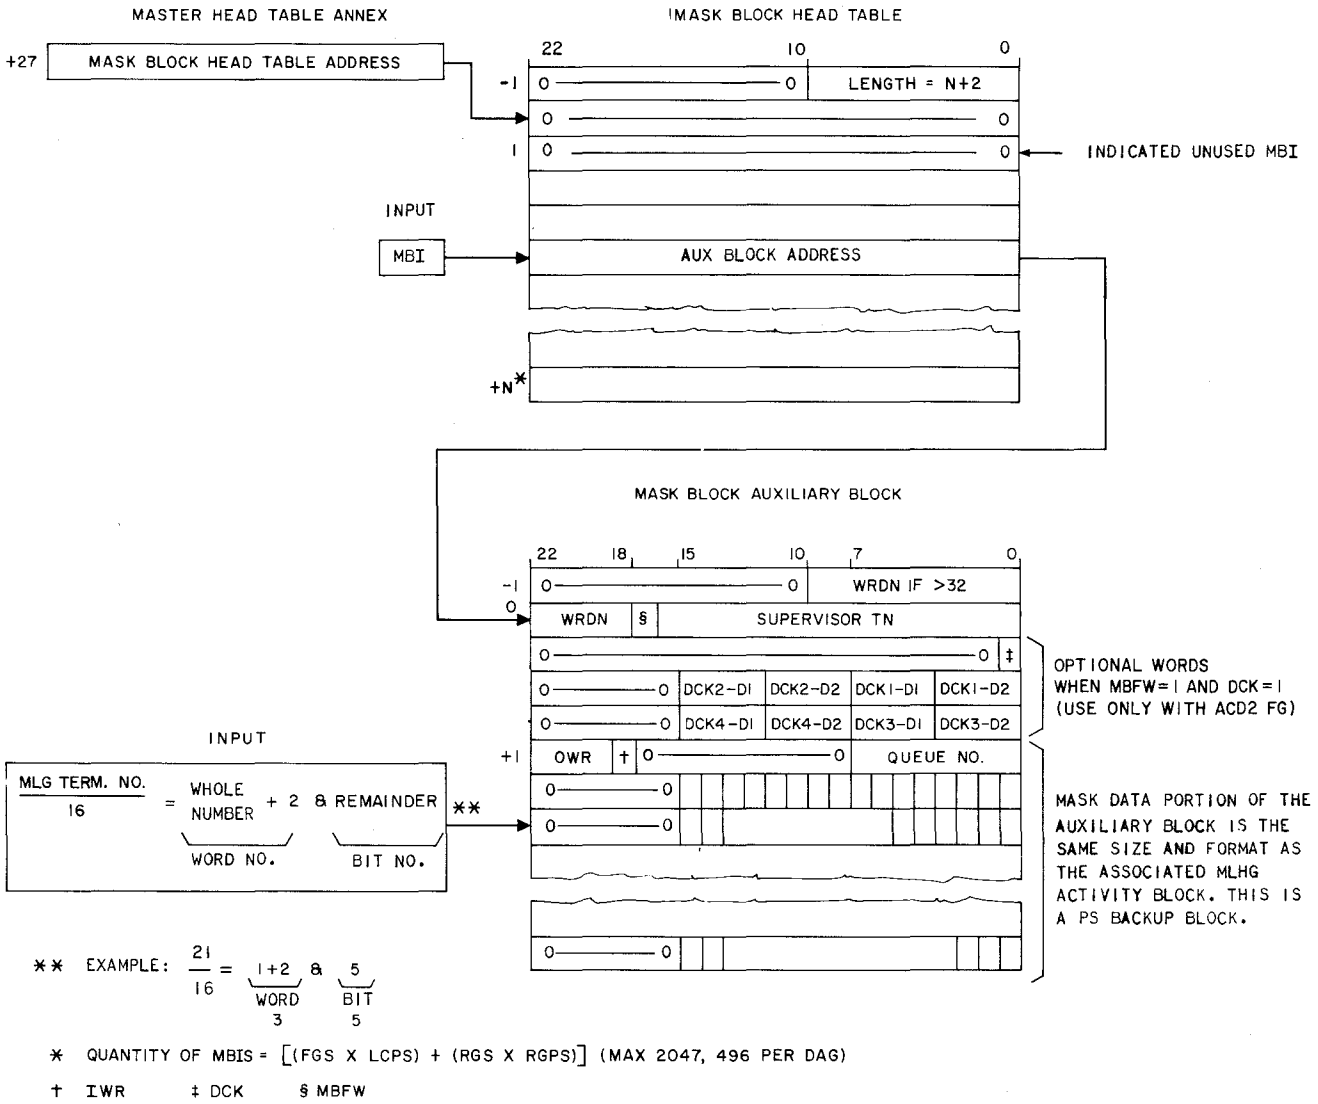 MASTER HEAD TABLE ANNEX
MASK BLOCK HEAD TABLE
22 10 0
+27 MASK BLOCK HEAD TABLE ADDRESS
-1 0 0 LENGTH = N+2
0 0
1 0 0 INDICATED UNUSED MBI
INPUT
MBI AUX BLOCK ADDRESS
+N*
MASK BLOCK AUXILIARY BLOCK
22 18 15 10 7 0
-1 0 0 WRDN IF >32
0 WRDN § SUPERVISOR TN
0 0 ‡
0 0 DCK2-D1 DCK2-D2 DCK1-D1 DCK1-D2
0 0 DCK4-D1 DCK4-D2 DCK3-D1 DCK3-D2
OPTIONAL WORDS
WHEN MBFW=1 AND DCK=1
(USE ONLY WITH ACD2 FG)
+1 OWR † 0 0 QUEUE NO.
0 0
0 0
0 0
MASK DATA PORTION OF THE
AUXILIARY BLOCK IS THE
SAME SIZE AND FORMAT AS
THE ASSOCIATED MLHG
ACTIVITY BLOCK. THIS IS
A PS BACKUP BLOCK.
INPUT
MLG TERM. NO. / 16 = WHOLE NUMBER + 2 & REMAINDER **
WORD NO. BIT NO.
** EXAMPLE: 21/16 = 1+2 & 5
WORD BIT
3 5
* QUANTITY OF MBIS = [(FGS X LCPS) + (RGS X RGPS)] (MAX 2047, 496 PER DAG)
† IWR ‡ DCK § MBFW